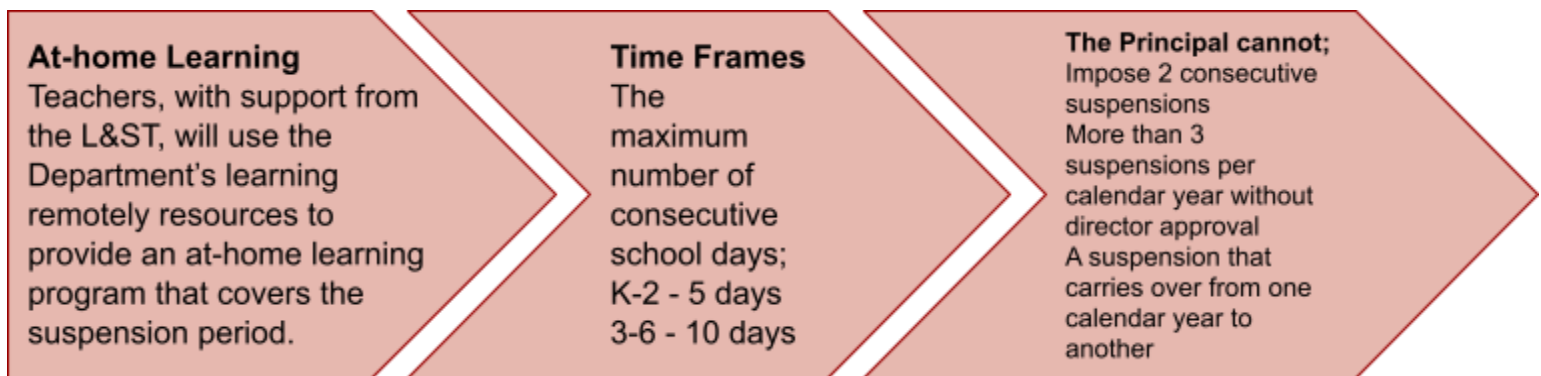 At-home Learning
Teachers, with support from
the L&ST, will use the
Department’s learning
remotely resources to
provide an at-home learning
program that covers the
suspension period.
Time Frames
The
maximum
number of
consecutive
school days;
K-2 - 5 days
3-6 - 10 days
The Principal cannot;
Impose 2 consecutive
suspensions
More than 3
suspensions per
calendar year without
director approval
A suspension that
carries over from one
calendar year to
another